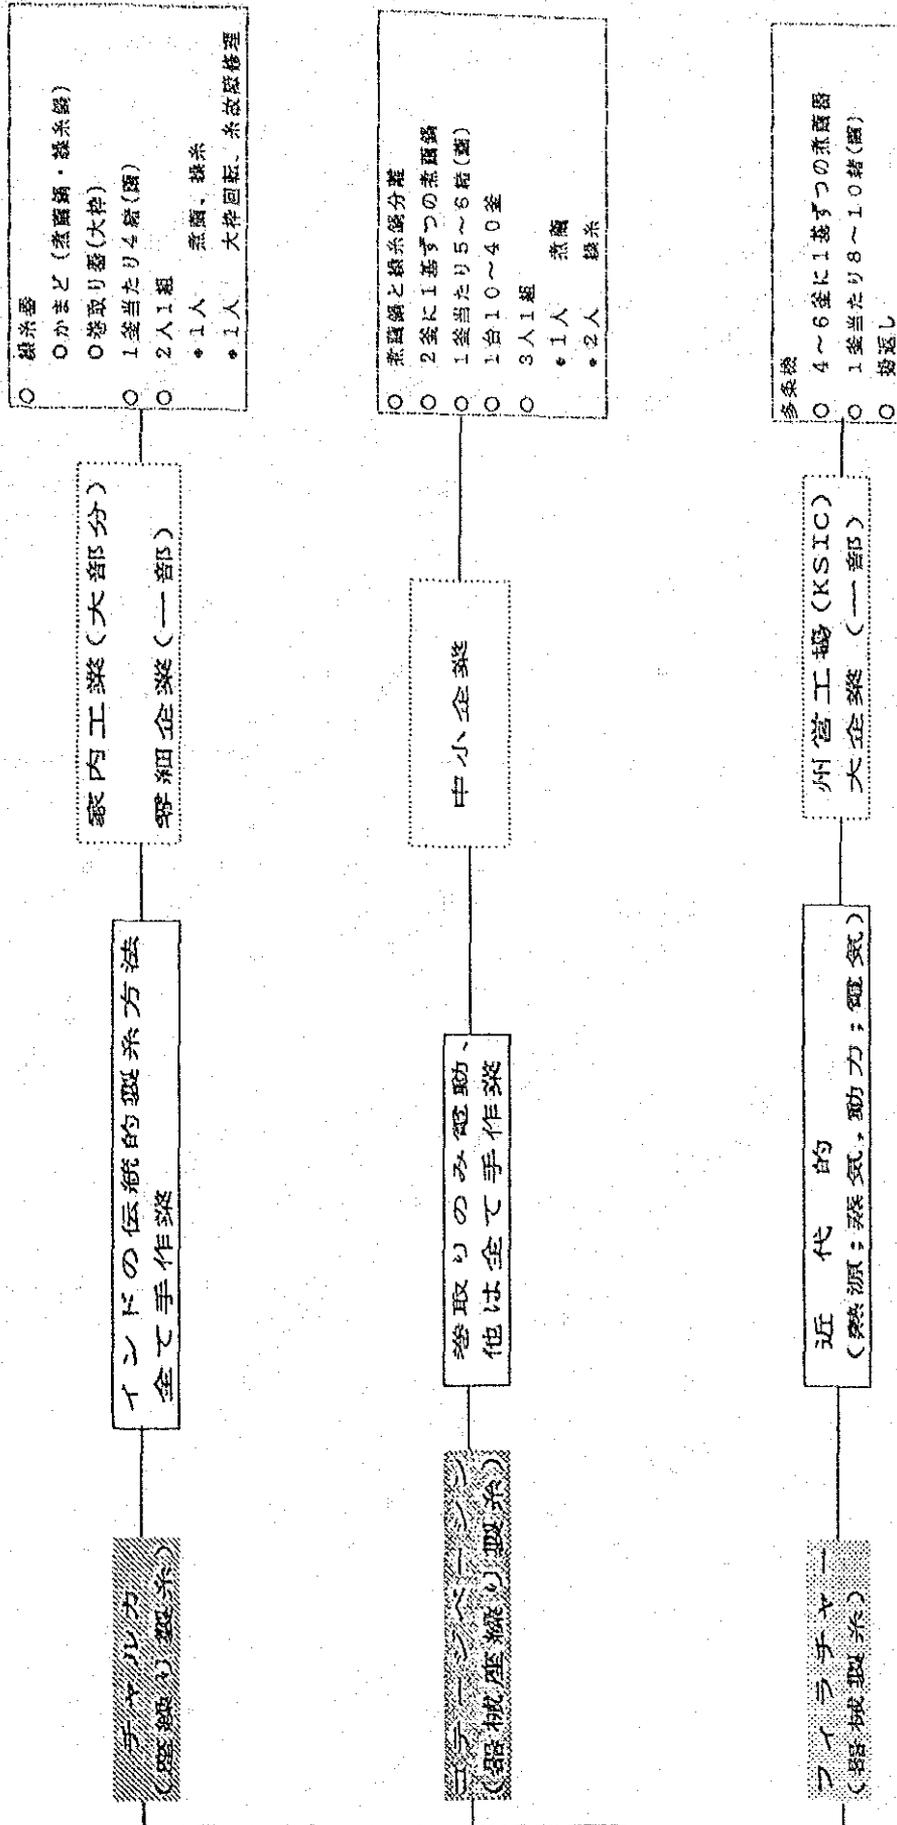 チャルカ
(座繰り製糸)
インドの伝統的製糸方法
全て手作業
家内工業(大部分)
零細企業(一部)
○ 繰糸器
○かまど(煮繭鍋・繰糸鍋)
○巻取り器(大枠)
○ 1釜当たり4緒(繭)
○ 2人1組
・1人 煮繭、繰糸
・1人 大枠回転、糸故障修理
コテージベーシン
(器械座繰り製糸)
巻取りのみ電動、
他は全て手作業
中小企業
○ 煮繭鍋と繰糸鍋分離
○ 2釜に1基ずつの煮繭鍋
○ 1釜当たり5~6緒(繭)
○ 1台10~40釜
○ 3人1組
・1人 煮繭
・2人 繰糸
フィラチャー
(器械製糸)
近代的
(熱源:蒸気,動力:電気)
州営工場(KSIC)
大企業(一部)
多条機
○ 4~6釜に1基ずつの煮繭器
○ 1釜当たり8~10緒(繭)
○ 揚返し